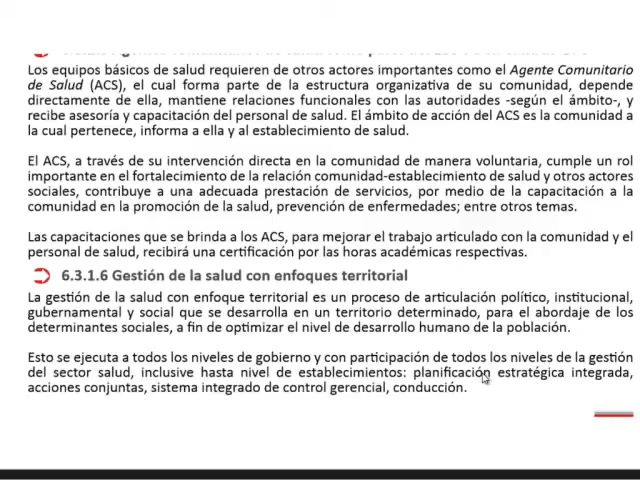 Los equipos básicos de salud requieren de otros actores importantes como el Agente Comunitario
de Salud (ACS), el cual forma parte de la estructura organizativa de su comunidad, depende
directamente de ella, mantiene relaciones funcionales con las autoridades -según el ámbito-, y
recibe asesoría y capacitación del personal de salud. El ámbito de acción del ACS es la comunidad a
la cual pertenece, informa a ella y al establecimiento de salud.
El ACS, a través de su intervención directa en la comunidad de manera voluntaria, cumple un rol
importante en el fortalecimiento de la relación comunidad-establecimiento de salud y otros actores
sociales, contribuye a una adecuada prestación de servicios, por medio de la capacitación a la
comunidad en la promoción de la salud, prevención de enfermedades; entre otros temas.
Las capacitaciones que se brinda a los ACS, para mejorar el trabajo articulado con la comunidad y el
personal de salud, recibirá una certificación por las horas académicas respectivas.
6.3.1.6 Gestión de la salud con enfoques territorial
La gestión de la salud con enfoque territorial es un proceso de articulación político, institucional,
gubernamental y social que se desarrolla en un territorio determinado, para el abordaje de los
determinantes sociales, a fin de optimizar el nivel de desarrollo humano de la población.
Esto se ejecuta a todos los niveles de gobierno y con participación de todos los niveles de la gestión
del sector salud, inclusive hasta nivel de establecimientos: planificación estratégica integrada,
acciones conjuntas, sistema integrado de control gerencial, conducción.